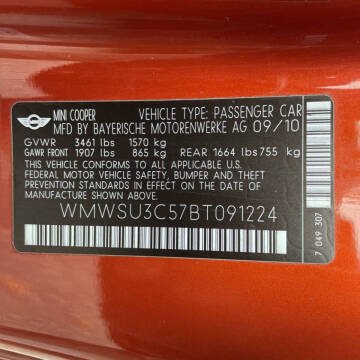 MINI COOPER VEHICLE TYPE: PASSENGER CAR
MFD BY BAYERISCHE MOTORENWERKE AG 09/10
GVWR 3461 lbs 1570 kg
GAWR FRONT 1907 lbs 865 kg REAR 1664 lbs 755 kg
THIS VEHICLE CONFORMS TO ALL APPLICABLE U.S.
FEDERAL MOTOR VEHICLE SAFETY, BUMPER AND
THEFT PREVENTION STANDARDS IN EFFECT ON THE DATE
OF MANUFACTURE SHOWN ABOVE.
WMWSU3C57BT091224
7 049 307